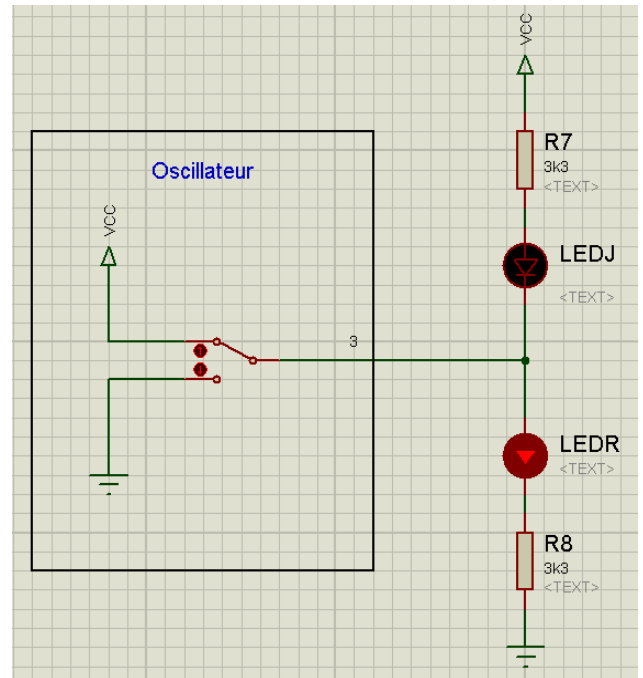 VCC
R7
3k3
<TEXT>
Oscillateur
VCC
LEDJ
<TEXT>
3
LEDR
<TEXT>
R8
3k3
<TEXT>